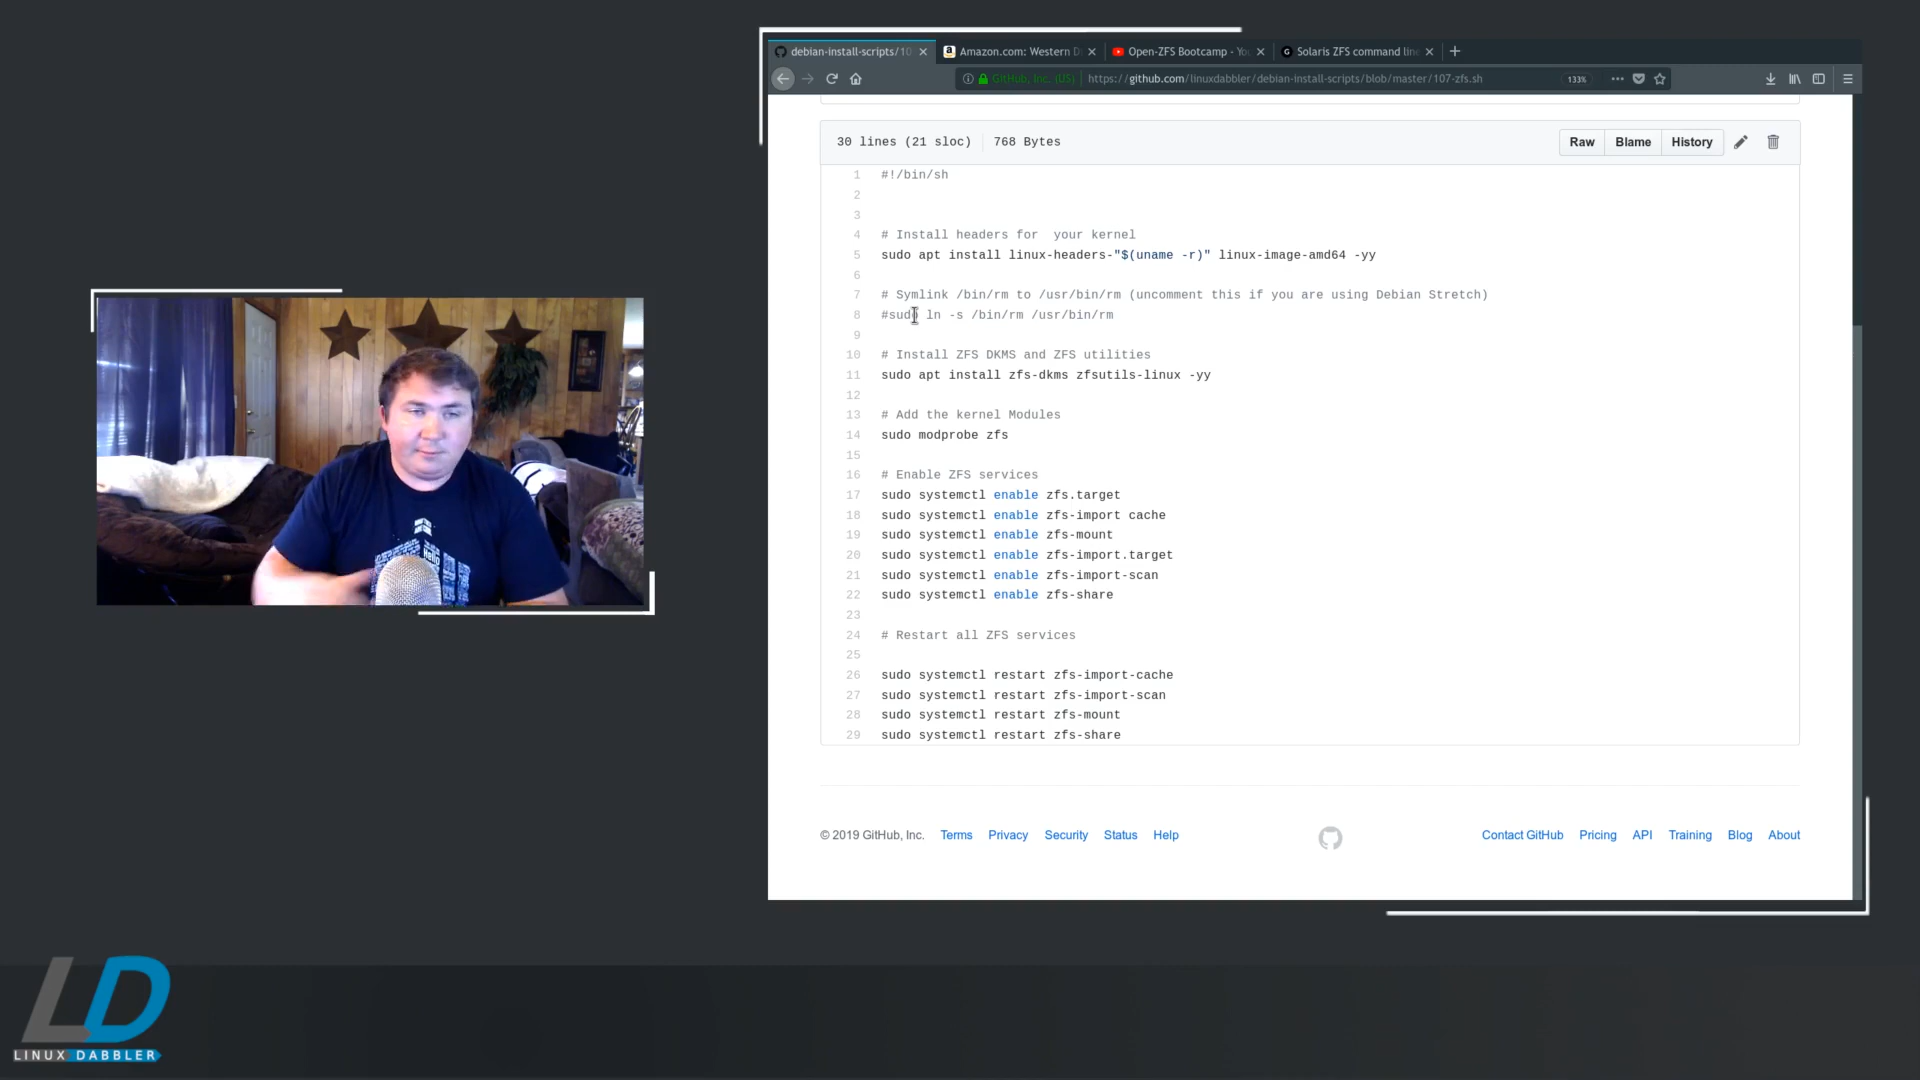 debian-install-scripts/10
Amazon.com: Western D
Open-ZFS Bootcamp - Yo
Solaris ZFS command line
GitHub, Inc. (US)
https://github.com/linuxdabbler/debian-install-scripts/blob/master/107-zfs.sh
133%
30 lines (21 sloc) 768 Bytes
Raw Blame History
1 #!/bin/sh
2
3
4 # Install headers for  your kernel
5 sudo apt install linux-headers-"$(uname -r)" linux-image-amd64 -yy
6
7 # Symlink /bin/rm to /usr/bin/rm (uncomment this if you are using Debian Stretch)
8 #sudo ln -s /bin/rm /usr/bin/rm
9
10 # Install ZFS DKMS and ZFS utilities
11 sudo apt install zfs-dkms zfsutils-linux -yy
12
13 # Add the kernel Modules
14 sudo modprobe zfs
15
16 # Enable ZFS services
17 sudo systemctl enable zfs.target
18 sudo systemctl enable zfs-import cache
19 sudo systemctl enable zfs-mount
20 sudo systemctl enable zfs-import.target
21 sudo systemctl enable zfs-import-scan
22 sudo systemctl enable zfs-share
23
24 # Restart all ZFS services
25
26 sudo systemctl restart zfs-import-cache
27 sudo systemctl restart zfs-import-scan
28 sudo systemctl restart zfs-mount
29 sudo systemctl restart zfs-share
© 2019 GitHub, Inc. Terms Privacy Security Status Help
Contact GitHub Pricing API Training Blog About
Hello
LD
LINUX DABBLER